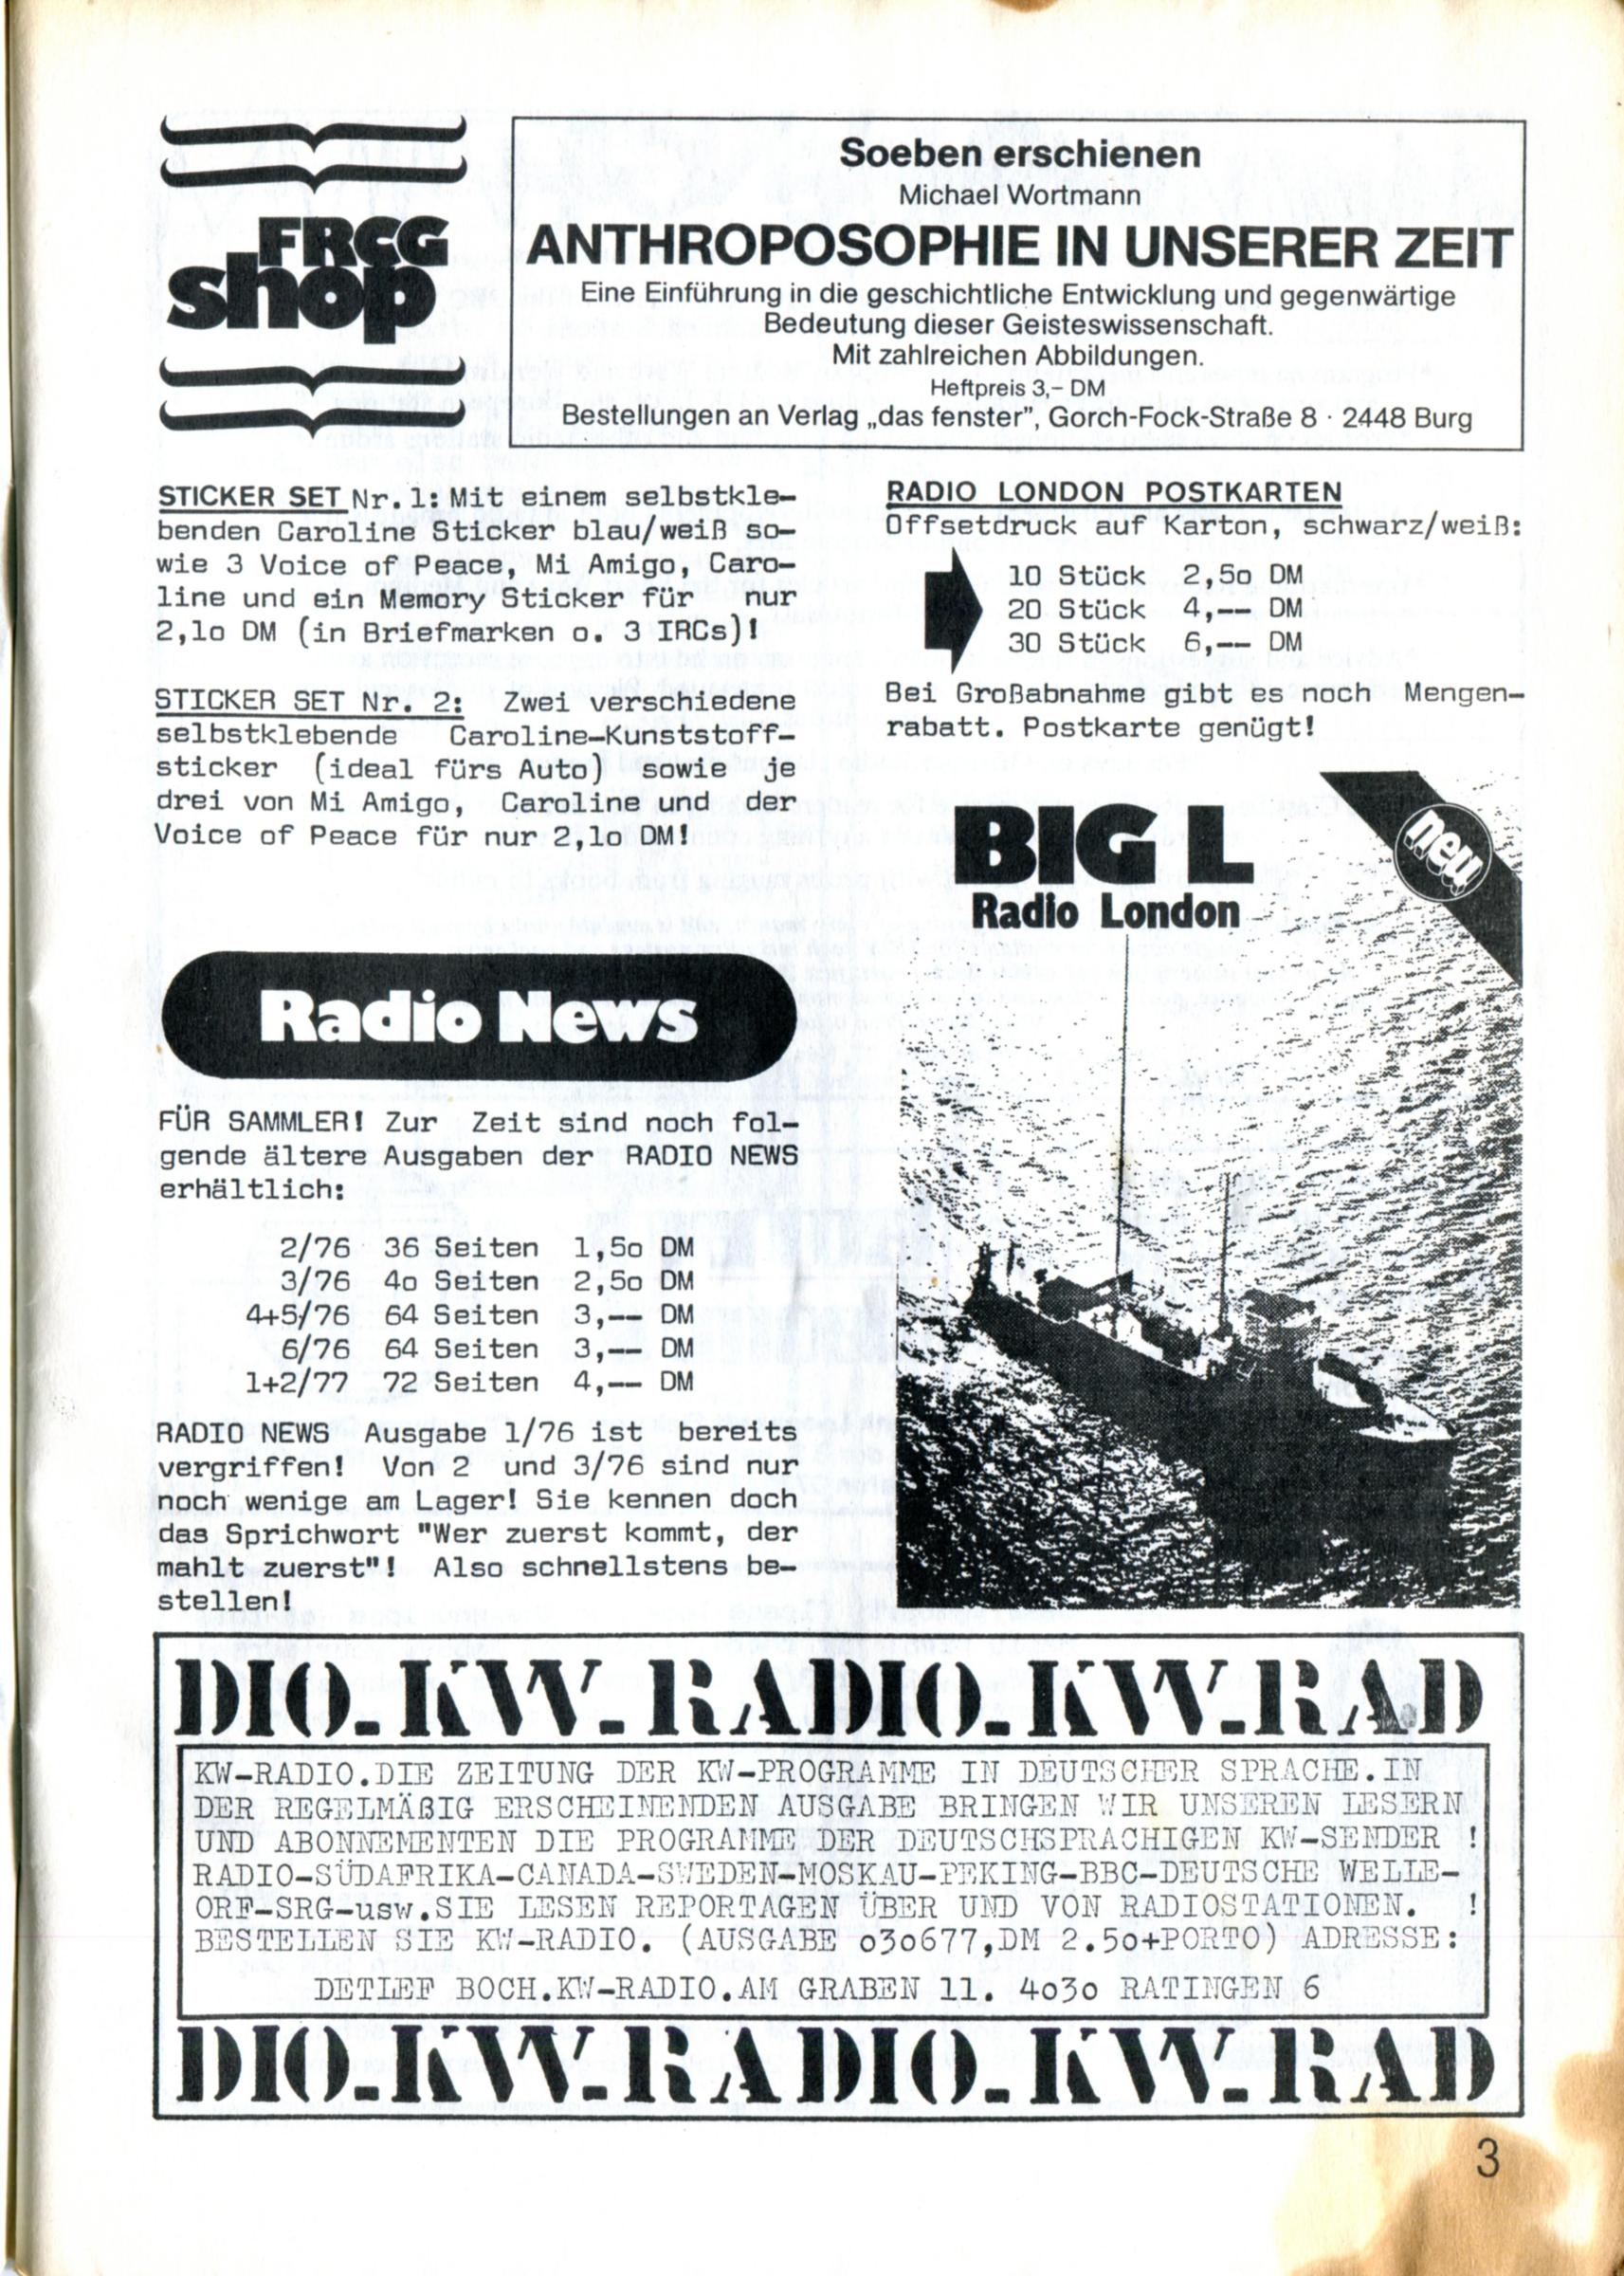 FRCG
shop
Soeben erschienen
Michael Wortmann
ANTHROPOSOPHIE IN UNSERER ZEIT
Eine Einführung in die geschichtliche Entwicklung und gegenwärtige
Bedeutung dieser Geisteswissenschaft.
Mit zahlreichen Abbildungen.
Heftpreis 3,– DM
Bestellungen an Verlag „das fenster”, Gorch-Fock-Straße 8 · 2448 Burg
STICKER SET Nr. 1: Mit einem selbstkle-
benden Caroline Sticker blau/weiß so-
wie 3 Voice of Peace, Mi Amigo, Caro-
line und ein Memory Sticker für nur
2,1o DM (in Briefmarken o. 3 IRCs)!
STICKER SET Nr. 2: Zwei verschiedene
selbstklebende Caroline-Kunststoff-
sticker (ideal fürs Auto) sowie je
drei von Mi Amigo, Caroline und der
Voice of Peace für nur 2,1o DM!
Radio News
FÜR SAMMLER! Zur Zeit sind noch fol-
gende ältere Ausgaben der RADIO NEWS
erhältlich:
2/76 36 Seiten 1,5o DM
3/76 4o Seiten 2,5o DM
4+5/76 64 Seiten 3,-- DM
6/76 64 Seiten 3,-- DM
1+2/77 72 Seiten 4,-- DM
RADIO NEWS Ausgabe 1/76 ist bereits
vergriffen! Von 2 und 3/76 sind nur
noch wenige am Lager! Sie kennen doch
das Sprichwort "Wer zuerst kommt, der
mahlt zuerst"! Also schnellstens be-
stellen!
RADIO LONDON POSTKARTEN
Offsetdruck auf Karton, schwarz/weiß:
1o Stück 2,5o DM
2o Stück 4,-- DM
3o Stück 6,-- DM
Bei Großabnahme gibt es noch Mengen-
rabatt. Postkarte genügt!
BIG L
Radio London
neu
DIO-KW-RADIO-KW-RAD
KW-RADIO.DIE ZEITUNG DER KW-PROGRAMME IN DEUTSCHER SPRACHE.IN
DER REGELMÄßIG ERSCHEINENDEN AUSGABE BRINGEN WIR UNSEREN LESERN
UND ABONNEMENTEN DIE PROGRAMME DER DEUTSCHSPRACHIGEN KW-SENDER !
RADIO-SÜDAFRIKA-CANADA-SWEDEN-MOSKAU-PEKING-BBC-DEUTSCHE WELLE-
ORF-SRG-usw.SIE LESEN REPORTAGEN ÜBER UND VON RADIOSTATIONEN. !
BESTELLEN SIE KW-RADIO. (AUSGABE o3o677,DM 2.5o+PORTO) ADRESSE:
DETLEF BOCH.KW-RADIO.AM GRABEN 11. 4o3o RATINGEN 6
DIO-KW-RADIO-KW-RAD
3